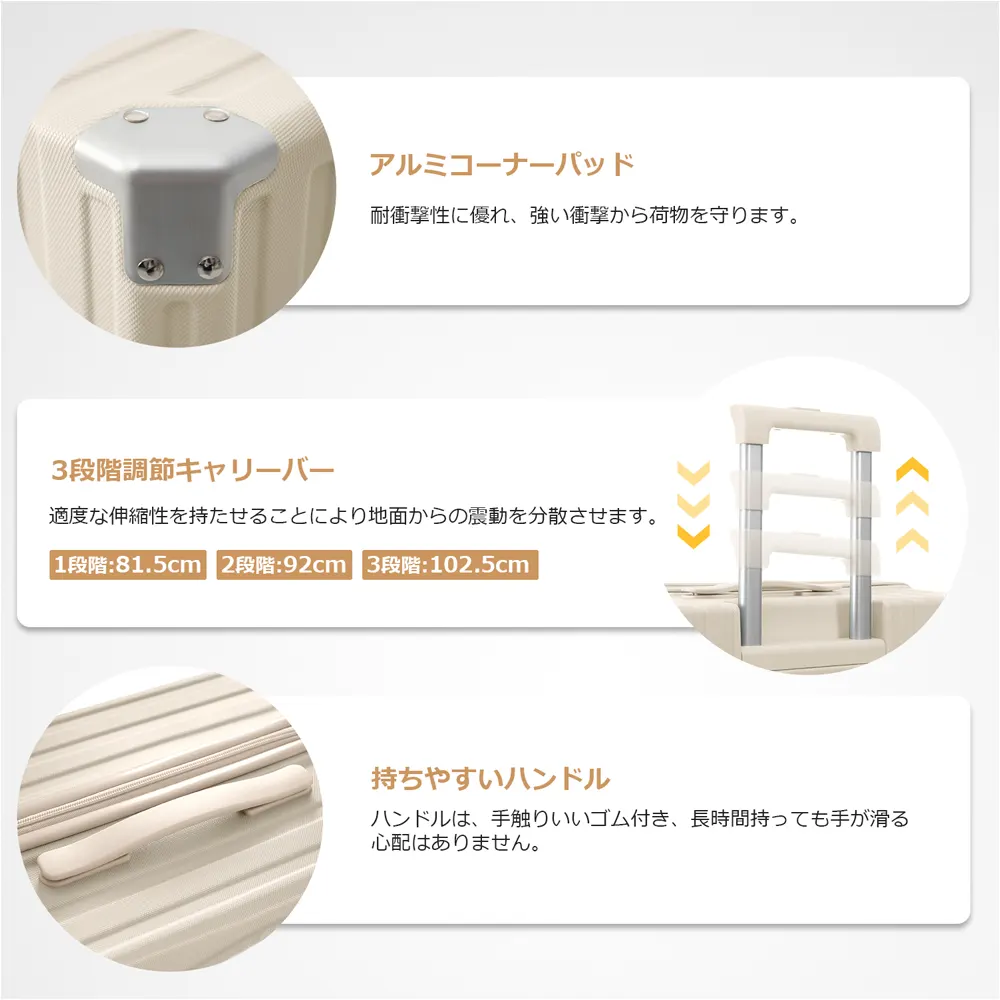 アルミコーナーパッド
耐衝撃性に優れ、強い衝撃から荷物を守ります。
3段階調節キャリーバー
適度な伸縮性を持たせることにより地面からの震動を分散させます。
1段階:81.5cm 2段階:92cm 3段階:102.5cm
持ちやすいハンドル
ハンドルは、手触りいいゴム付き、長時間持っても手が滑る
心配はありません。